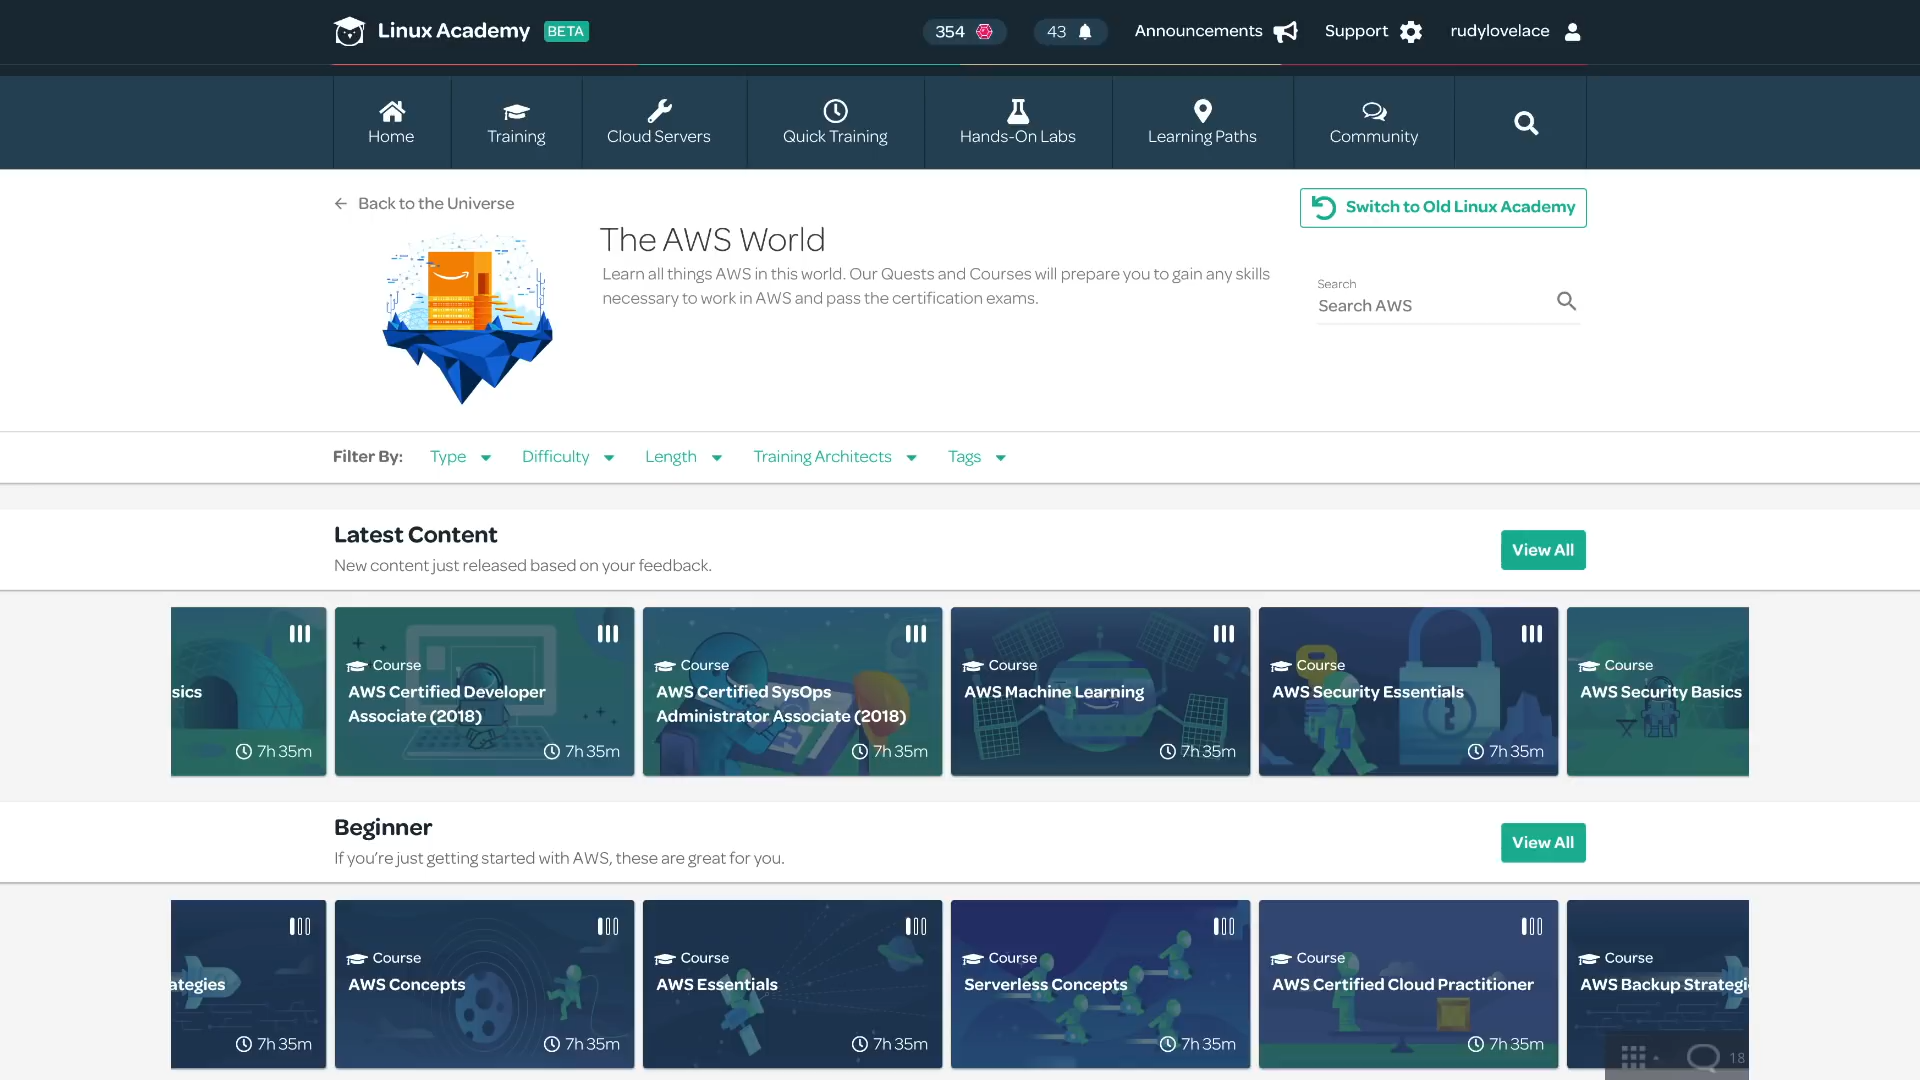 Linux Academy BETA
354
43
Announcements
Support
rudylovelace
Home
Training
Cloud Servers
Quick Training
Hands-On Labs
Learning Paths
Community
Back to the Universe
Switch to Old Linux Academy
The AWS World
Learn all things AWS in this world. Our Quests and Courses will prepare you to gain any skills
necessary to work in AWS and pass the certification exams.
Search
Search AWS
Filter By:
Type
Difficulty
Length
Training Architects
Tags
Latest Content
New content just released based on your feedback.
View All
sics
7h 35m
Course
AWS Certified Developer
Associate (2018)
7h 35m
Course
AWS Certified SysOps
Administrator Associate (2018)
7h 35m
Course
AWS Machine Learning
7h 35m
Course
AWS Security Essentials
7h 35m
Course
AWS Security Basics
Beginner
If you're just getting started with AWS, these are great for you.
View All
ategies
7h 35m
Course
AWS Concepts
7h 35m
Course
AWS Essentials
7h 35m
Course
Serverless Concepts
7h 35m
Course
AWS Certified Cloud Practitioner
7h 35m
Course
AWS Backup Strategi
18